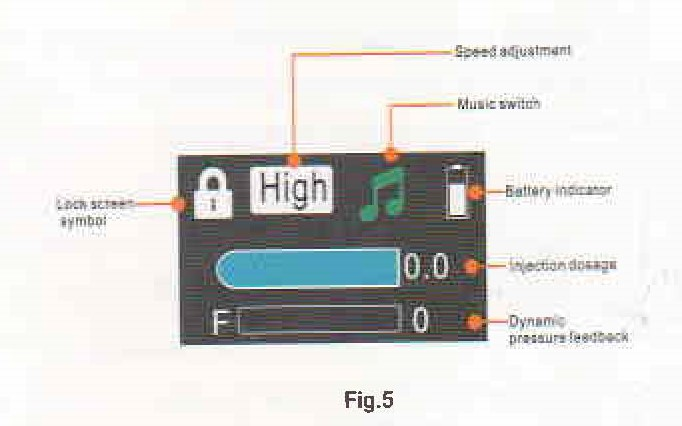 Speed adjustment
Music switch
High
Lock screen
symbol
Battery indicator
0.0
Injection dosage
F
0
Dynamic
pressure feedback
Fig.5